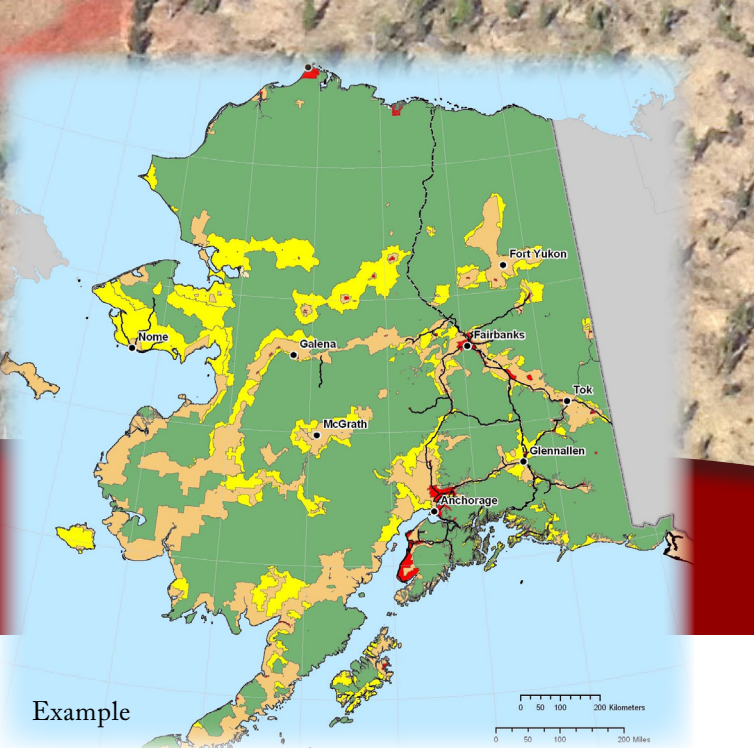 Fort Yukon
Fairbanks
Nome
Galena
Tok
McGrath
Glennallen
Anchorage
Example
0 50 100 200 Kilometers
0 50 100 200 Miles